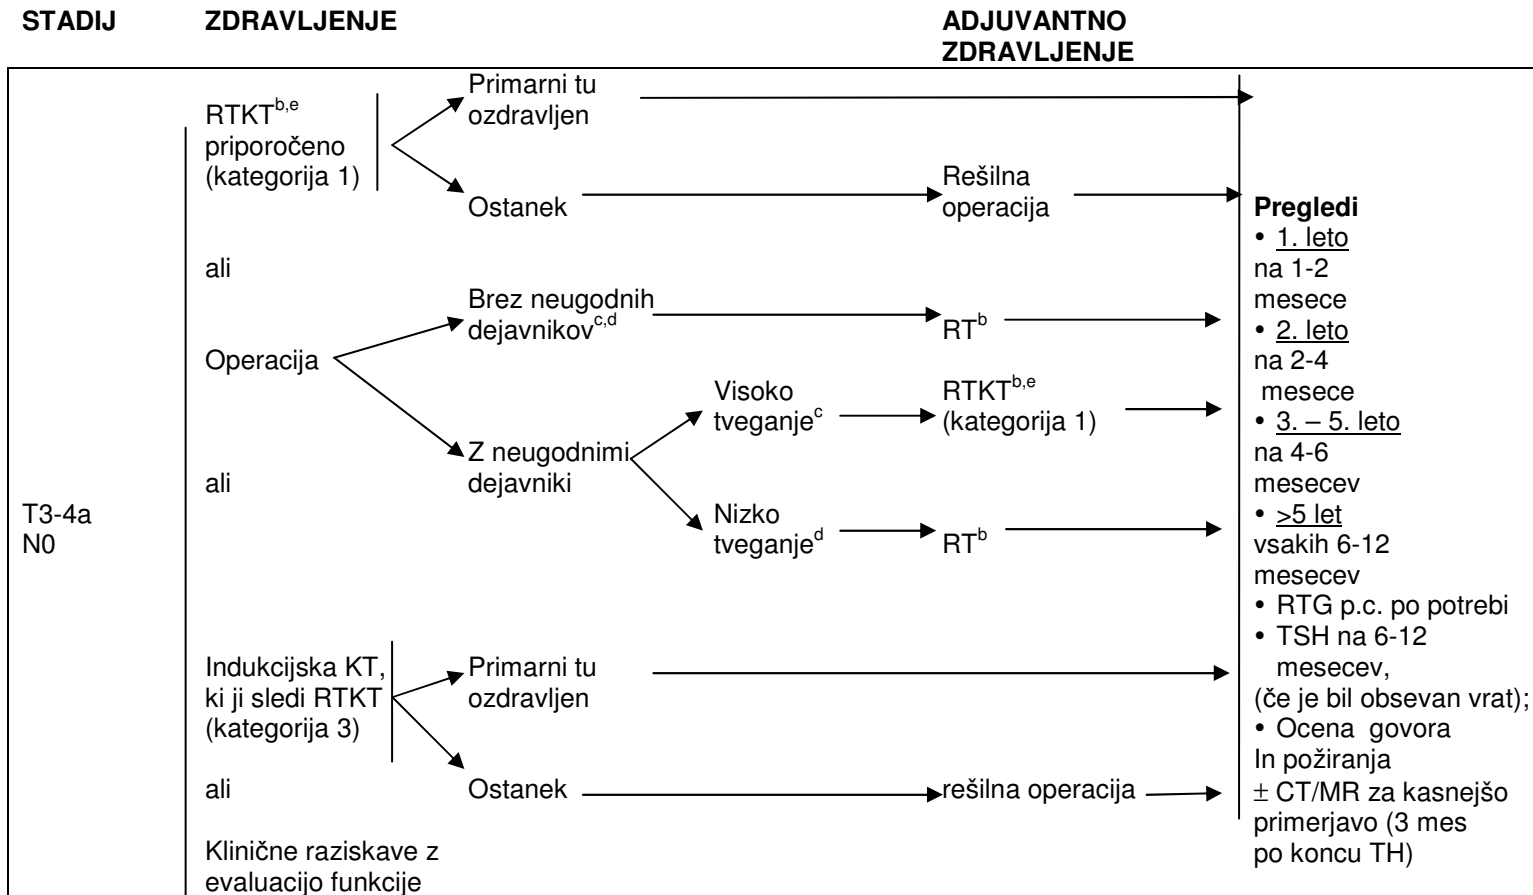 STADIJ
ZDRAVLJENJE
ADJUVANTNO
ZDRAVLJENJE
T3-4a
N0
RTKTb,e
priporočeno
(kategorija 1)
Primarni tu
ozdravljen
Ostanek
Rešilna
operacija
ali
Operacija
Brez neugodnih
dejavnikovc,d
RTb
Z neugodnimi
dejavniki
Visoko
tveganjec
RTKTb,e
(kategorija 1)
Nizko
tveganjed
RTb
ali
Indukcijska KT,
ki ji sledi RTKT
(kategorija 3)
Primarni tu
ozdravljen
Ostanek
rešilna operacija
ali
Klinične raziskave z
evaluacijo funkcije
Pregledi
• 1. leto
na 1-2
mesece
• 2. leto
na 2-4
mesece
• 3. – 5. leto
na 4-6
mesecev
• >5 let
vsakih 6-12
mesecev
• RTG p.c. po potrebi
• TSH na 6-12
mesecev,
(če je bil obsevan vrat);
• Ocena govora
In požiranja
± CT/MR za kasnejšo
primerjavo (3 mes
po koncu TH)